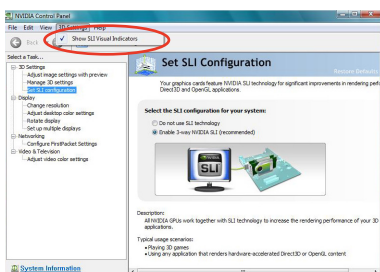 NVIDIA Control Panel
File Edit View 3D Settings Help
Show SLI Visual Indicators
Back
Select a Task...
3D Settings
Adjust image settings with preview
Manage 3D settings
Set SLI configuration
Display
Change resolution
Adjust desktop color settings
Rotate display
Set up multiple displays
Networking
Configure FirstPacket Settings
Video & Television
Adjust video color settings
System Information
Set SLI Configuration
Restore Defaults
Your graphics cards feature NVIDIA SLI technology for significant improvements in rendering perf
Direct3D and OpenGL applications.
Select the SLI configuration for your system:
Do not use SLI technology
Enable 3-way NVIDIA SLI (recommended)
SLI
Description:
All NVIDIA GPUs work together with SLI technology to increase the rendering performance of your 3D
applications.
Typical usage scenarios:
•Playing 3D games
•Using any application that renders hardware-accelerated Direct3D or OpenGL content